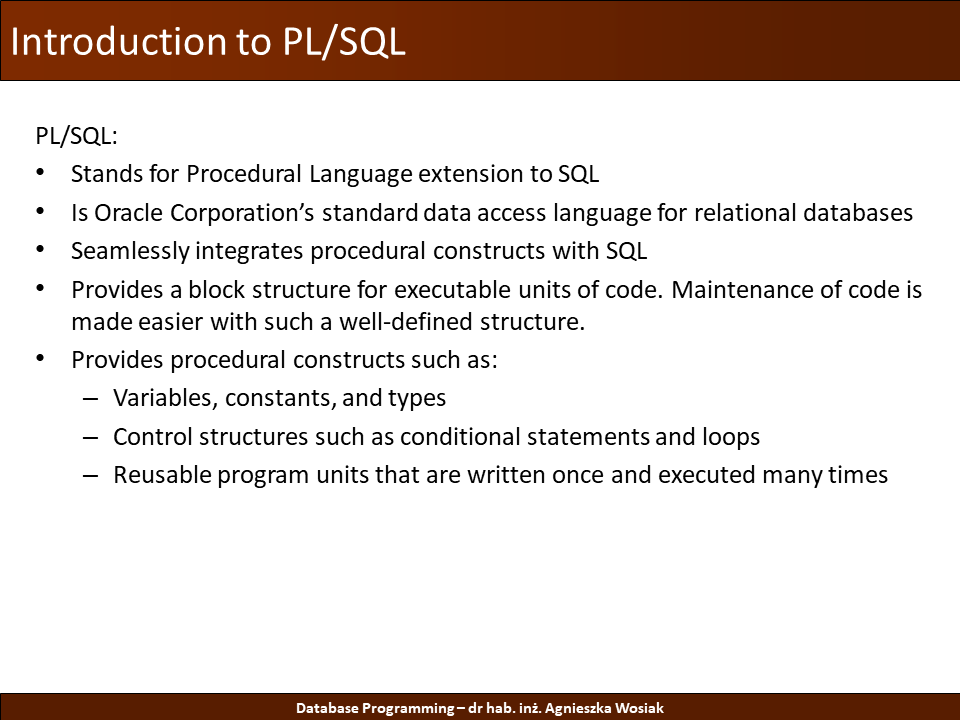 Introduction to PL/SQL
PL/SQL:
• Stands for Procedural Language extension to SQL
• Is Oracle Corporation’s standard data access language for relational databases
• Seamlessly integrates procedural constructs with SQL
• Provides a block structure for executable units of code. Maintenance of code is
made easier with such a well-defined structure.
• Provides procedural constructs such as:
– Variables, constants, and types
– Control structures such as conditional statements and loops
– Reusable program units that are written once and executed many times
Database Programming – dr hab. inż. Agnieszka Wosiak